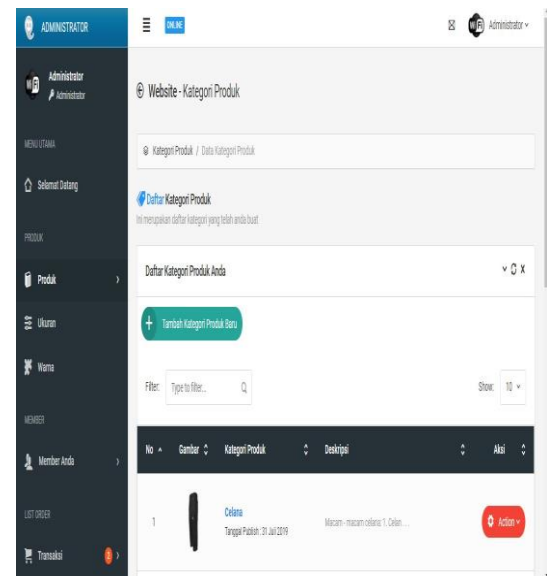 ADMINISTRATOR
ONLINE
Administrator
Administrator
Administrator
MENU UTAMA
Selamat Datang
PRODUK
Produk
Ukuran
Warna
MEMBER
Member Anda
LIST ORDER
Transaksi
Website - Kategori Produk
Kategori Produk / Data Kategori Produk
Daftar Kategori Produk
Ini merupakan daftar kategori yang telah anda buat
Daftar Kategori Produk Anda
Tambah Kategori Produk Baru
Filter: Type to filter...
Show: 10
No Gambar Kategori Produk Deskripsi Aksi
1 Celana Macam - macam celana: 1. Celan..... Action
Tanggal Publish : 31 Juli 2019